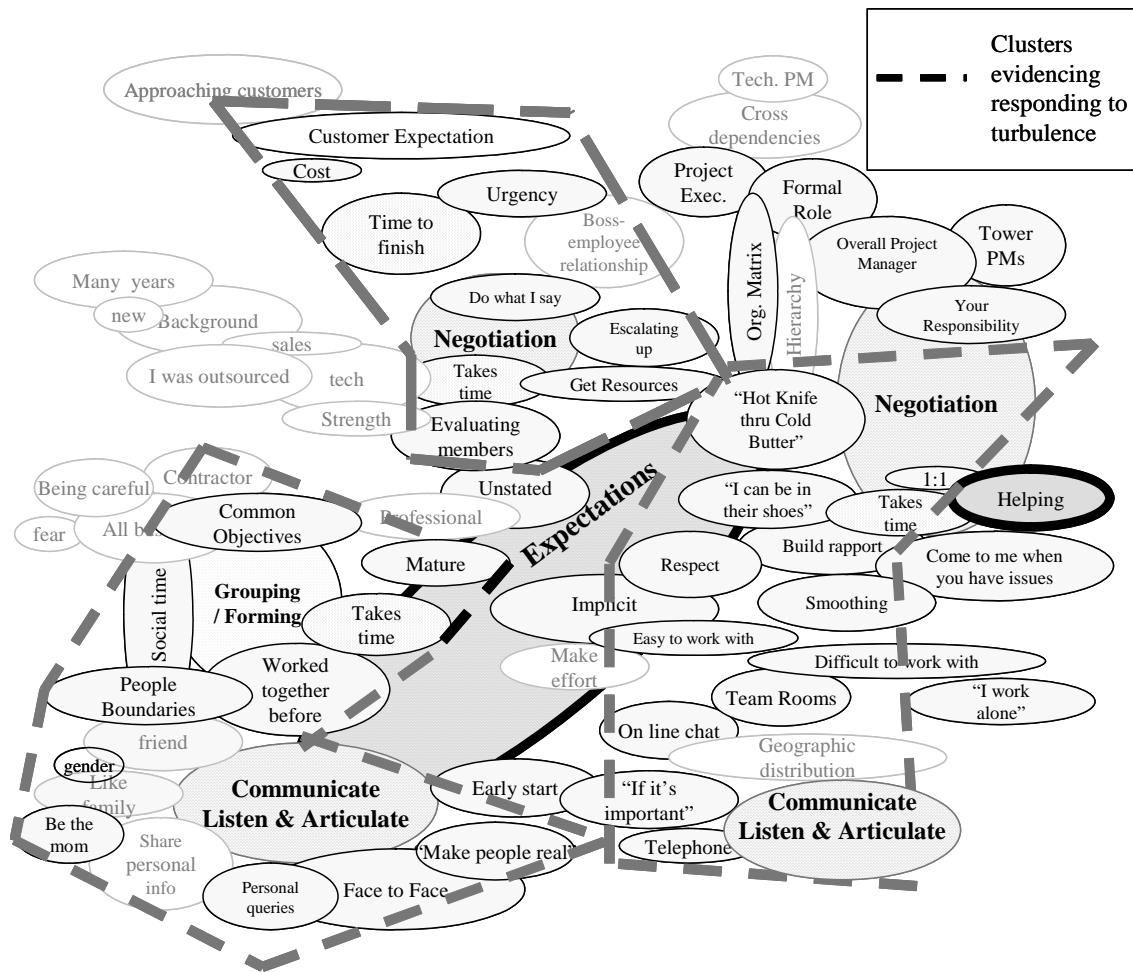 Clusters
evidencing
responding to
turbulence
Approaching customers
Customer Expectation
Cost
Urgency
Time to
finish
Boss-
employee
relationship
Tech. PM
Cross
dependencies
Project
Exec.
Formal
Role
Org. Matrix
Hierarchy
Overall Project
Manager
Tower
PMs
Your
Responsibility
Many years
new
Background
sales
I was outsourced
tech
Strength
Do what I say
Negotiation
Escalating
up
Takes
time
Get Resources
Evaluating
members
"Hot Knife
thru Cold
Butter"
Negotiation
1:1
Helping
Takes
time
Unstated
Expectations
"I can be in
their shoes"
Build rapport
Come to me when
you have issues
Contractor
Being careful
fear
All
Common
Objectives
Professional
Mature
Social time
Grouping
/ Forming
Takes
time
Respect
Implicit
Smoothing
Easy to work with
Make
effort
Difficult to work with
Team Rooms
"I work
alone"
People
Boundaries
Worked
together
before
friend
gender
Like
family
Be the
mom
Share
personal
info
Communicate
Listen & Articulate
Early start
On line chat
Geographic
distribution
"If it's
important"
Communicate
Listen & Articulate
Telephone
"Make people real"
Personal
queries
Face to Face